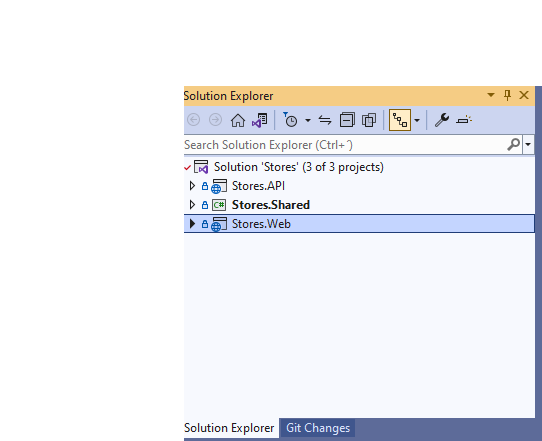 Solution Explorer
Search Solution Explorer (Ctrl+´)
Solution 'Stores' (3 of 3 projects)
Stores.API
C# Stores.Shared
Stores.Web
Solution Explorer Git Changes